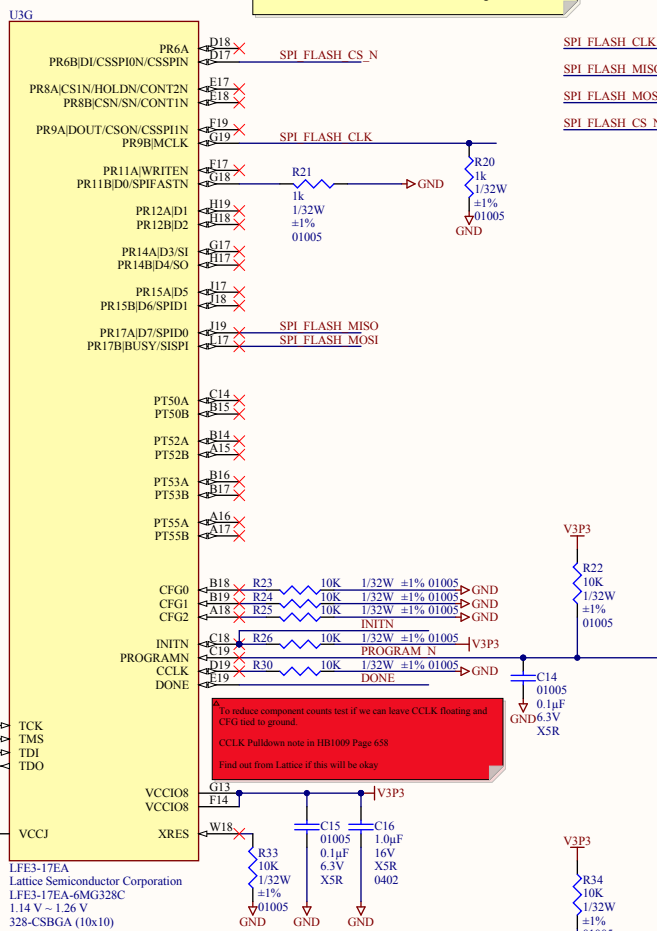 U3G
PR6A D18
PR6B|DI/CSSPI0N/CSSPIN D17 SPI_FLASH_CS_N
PR8A|CS1N/HOLDN/CONT2N E17
PR8B|CSN/SN/CONT1N E18
PR9A|DOUT/CSON/CSSPI1N F19
PR9B|MCLK G19 SPI_FLASH_CLK
PR11A|WRITEN F17
PR11B|D0/SPIFASTN G18
R21
1k
1/32W
±1%
01005
GND
R20
1k
1/32W
±1%
01005
GND
SPI_FLASH_CLK
SPI_FLASH_MISO
SPI_FLASH_MOS
SPI_FLASH_CS_N
PR12A|D1 H19
PR12B|D2 H18
PR14A|D3/SI G17
PR14B|D4/SO H17
PR15A|D5 J17
PR15B|D6/SPID1 J18
PR17A|D7/SPID0 J19 SPI_FLASH_MISO
PR17B|BUSY/SISPI L17 SPI_FLASH_MOSI
PT50A C14
PT50B B15
PT52A B14
PT52B A15
PT53A B16
PT53B B17
PT55A A16
PT55B A17
CFG0 B18 R23 10K 1/32W ±1% 01005 GND
CFG1 B19 R24 10K 1/32W ±1% 01005 GND
CFG2 A18 R25 10K 1/32W ±1% 01005 GND
INITN
INITN C18 R26 10K 1/32W ±1% 01005 V3P3
PROGRAMN C19 PROGRAM_N
CCLK D19 R30 10K 1/32W ±1% 01005 GND
DONE E19 DONE
V3P3
R22
10K
1/32W
±1%
01005
C14
01005
0.1µF
6.3V
X5R
GND
To reduce component counts test if we can leave CCLK floating and
CFG tied to ground.
CCLK Pulldown note in HB1009 Page 658
Find out from Lattice if this will be okay
TCK
TMS
TDI
TDO
VCCIO8 G13 V3P3
VCCIO8 F14
VCCJ
XRES W18
C15
01005
0.1µF
6.3V
X5R
GND
C16
1.0µF
16V
X5R
0402
GND
R33
10K
1/32W
±1%
01005
GND
V3P3
R34
10K
1/32W
±1%
LFE3-17EA
Lattice Semiconductor Corporation
LFE3-17EA-6MG328C
1.14 V ~ 1.26 V
328-CSBGA (10x10)